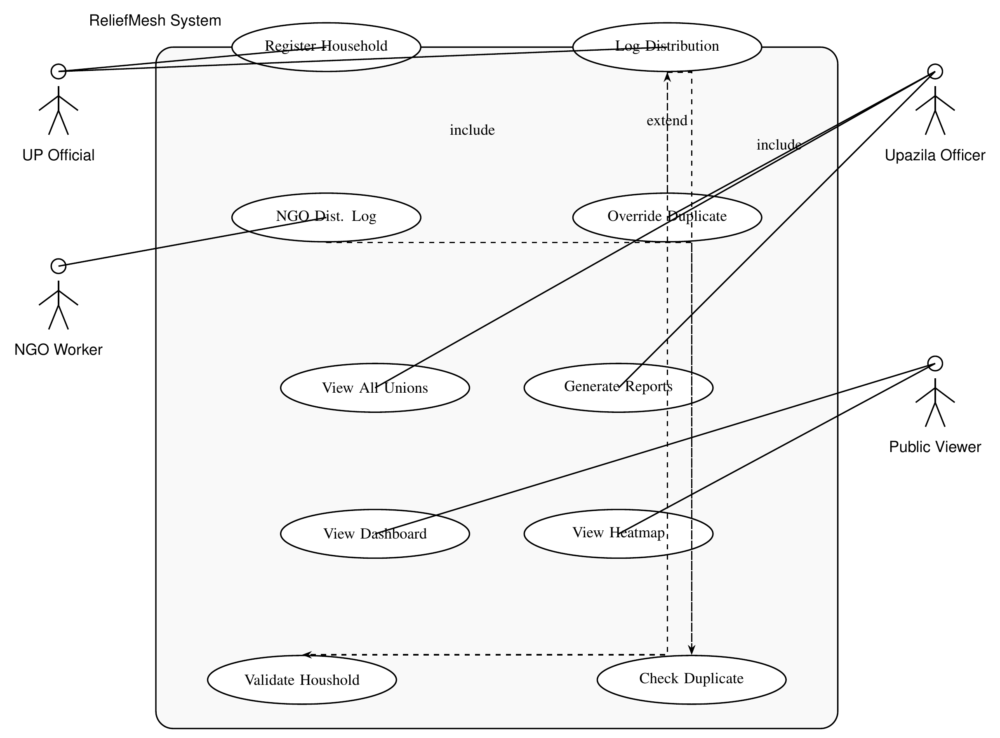 ReliefMesh System
Register Household
Log Distribution
extend
include
include
UP Official
Upazila Officer
NGO Dist. Log
Override Duplicate
NGO Worker
View All Unions
Generate Reports
Public Viewer
View Dashboard
View Heatmap
Validate Houshold
Check Duplicate